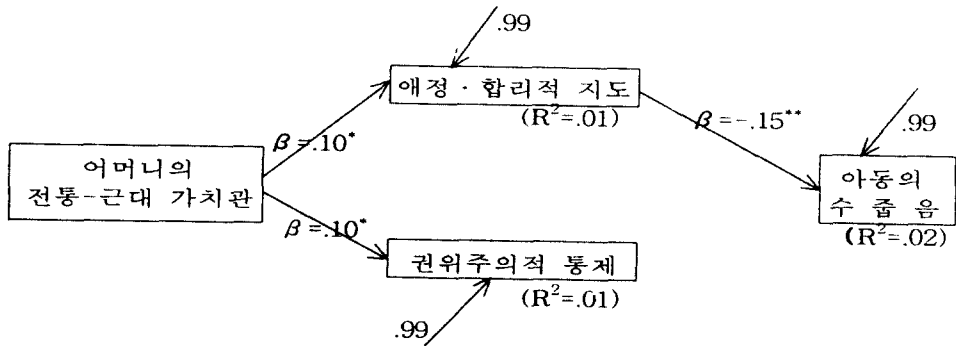 .99
애정·합리적 지도
(R²=.01)
β=.10*
β=-.15**
.99
어머니의
전통-근대 가치관
아동의
수 줍 음
(R²=.02)
β=.10*
권위주의적 통제
(R²=.01)
.99